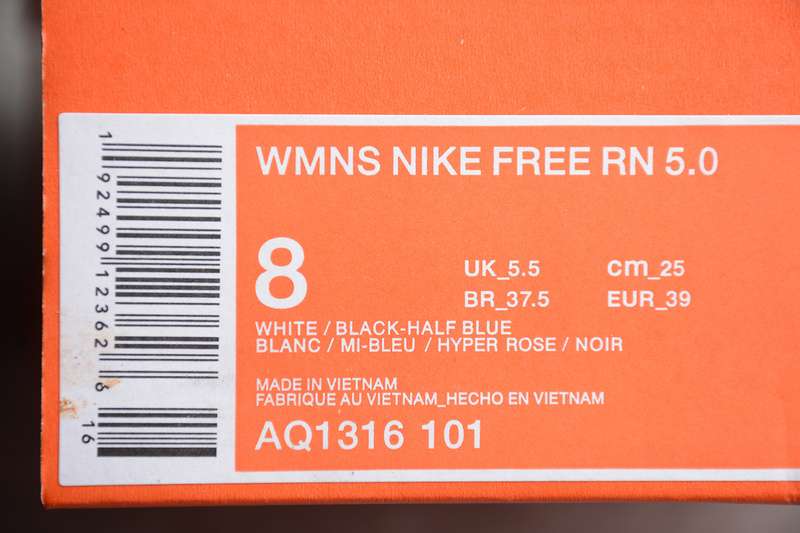 WMNS NIKE FREE RN 5.0
8
UK_5.5 cm_25
BR_37.5 EUR_39
WHITE / BLACK-HALF BLUE
BLANC / MI-BLEU / HYPER ROSE / NOIR
MADE IN VIETNAM
FABRIQUE AU VIETNAM_HECHO EN VIETNAM
AQ1316 101
1 92499 12362 6
16